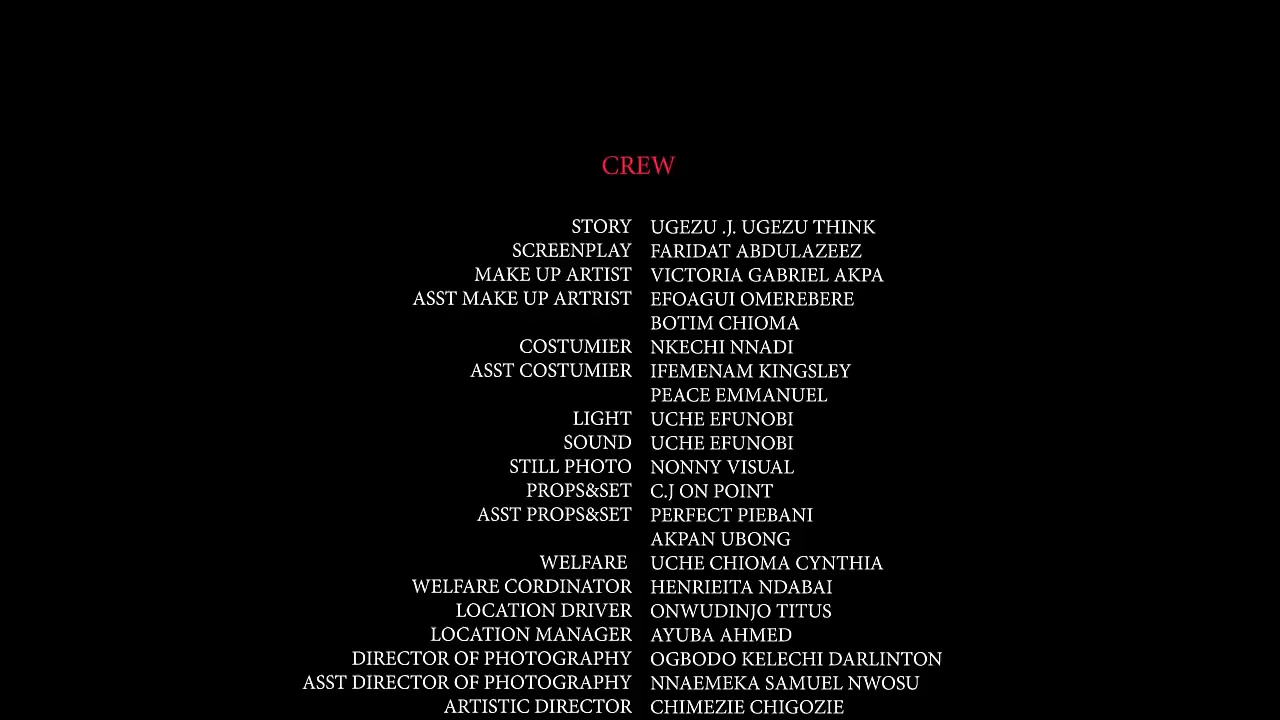 CREW
STORY UGEZU .J. UGEZU THINK
SCREENPLAY FARIDAT ABDULAZEEZ
MAKE UP ARTIST VICTORIA GABRIEL AKPA
ASST MAKE UP ARTRIST EFOAGUI OMEREBERE
BOTIM CHIOMA
COSTUMIER NKECHI NNADI
ASST COSTUMIER IFEMENAM KINGSLEY
PEACE EMMANUEL
LIGHT UCHE EFUNOBI
SOUND UCHE EFUNOBI
STILL PHOTO NONNY VISUAL
PROPS&SET C.J ON POINT
ASST PROPS&SET PERFECT PIEBANI
AKPAN UBONG
WELFARE UCHE CHIOMA CYNTHIA
WELFARE CORDINATOR HENRIEITA NDABAI
LOCATION DRIVER ONWUDINJO TITUS
LOCATION MANAGER AYUBA AHMED
DIRECTOR OF PHOTOGRAPHY OGBODO KELECHI DARLINTON
ASST DIRECTOR OF PHOTOGRAPHY NNAEMEKA SAMUEL NWOSU
ARTISTIC DIRECTOR CHIMEZIE CHIGOZIE